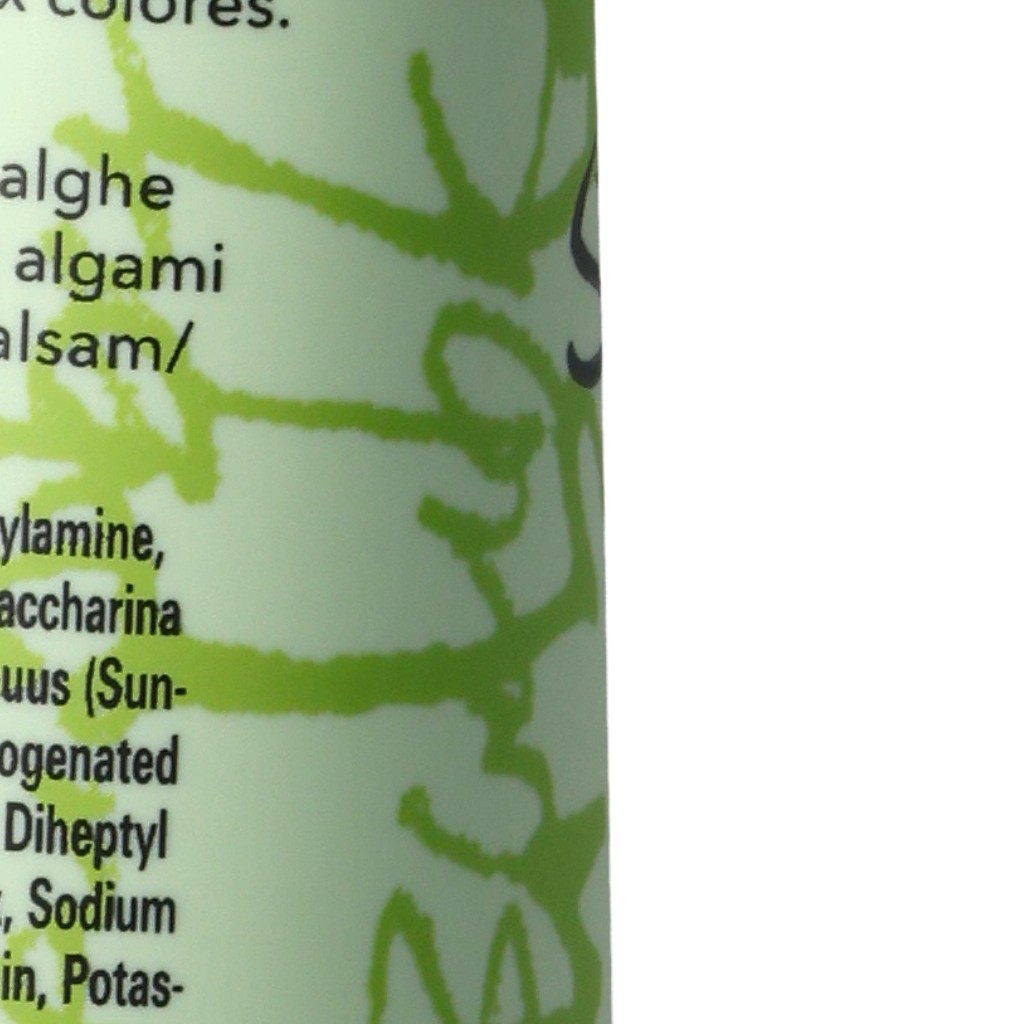 x colores.
alghe
algami
alsam/
ylamine,
accharina
uus (Sun-
ogenated
Diheptyl
, Sodium
in, Potas-